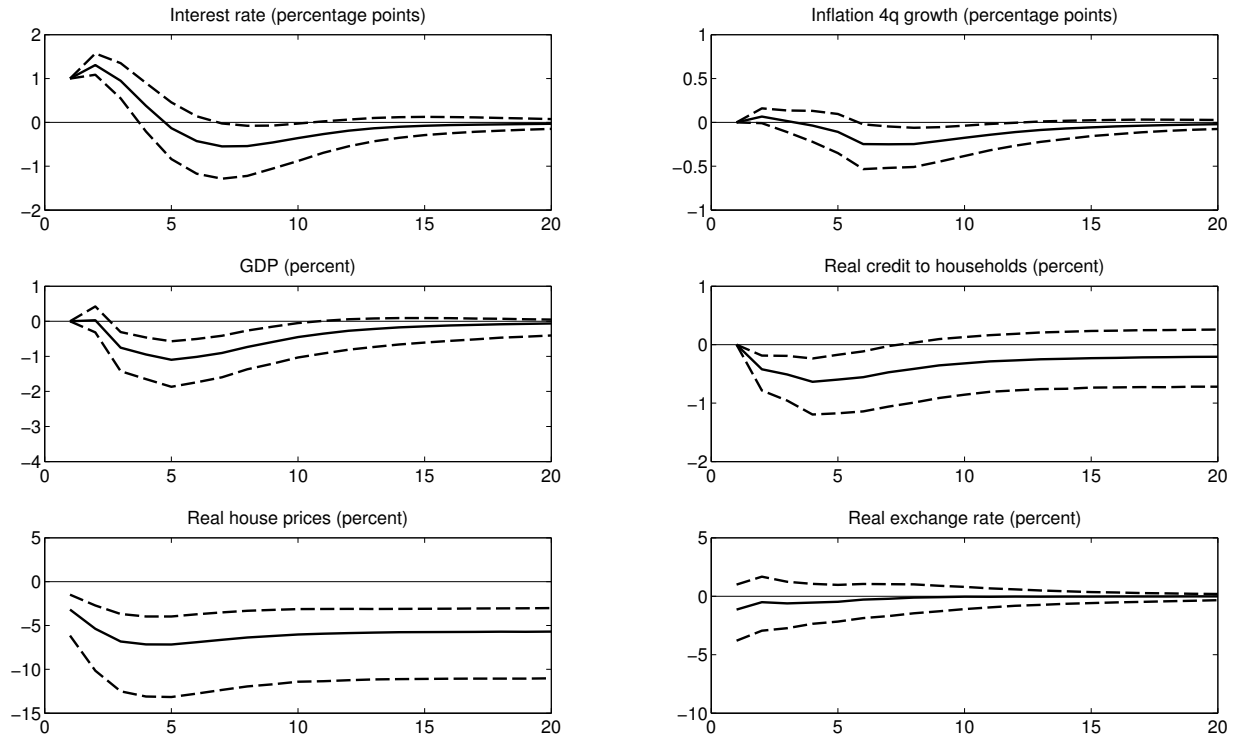 Interest rate (percentage points)
2
1
0
−1
−2
0 5 10 15 20
Inflation 4q growth (percentage points)
1
0.5
0
−0.5
−1
0 5 10 15 20
GDP (percent)
1
0
−1
−2
−3
−4
0 5 10 15 20
Real credit to households (percent)
1
0
−1
−2
0 5 10 15 20
Real house prices (percent)
5
0
−5
−10
−15
0 5 10 15 20
Real exchange rate (percent)
5
0
−5
−10
0 5 10 15 20